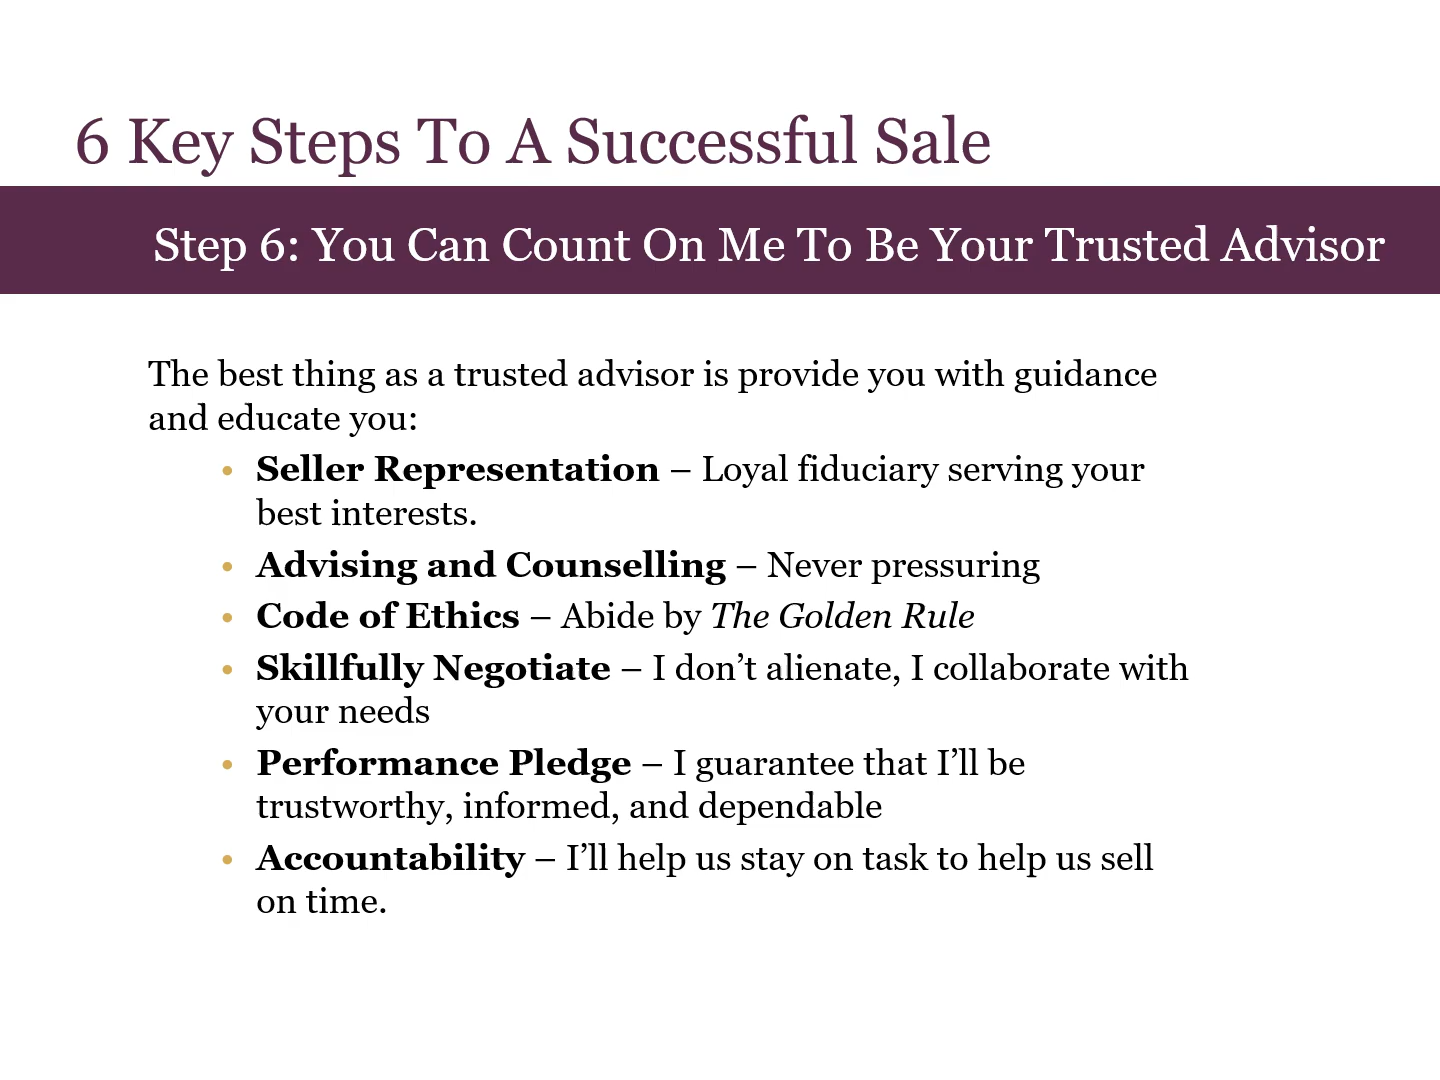 6 Key Steps To A Successful Sale
Step 6: You Can Count On Me To Be Your Trusted Advisor
The best thing as a trusted advisor is provide you with guidance
and educate you:
• Seller Representation – Loyal fiduciary serving your
best interests.
• Advising and Counselling – Never pressuring
• Code of Ethics – Abide by The Golden Rule
• Skillfully Negotiate – I don’t alienate, I collaborate with
your needs
• Performance Pledge – I guarantee that I’ll be
trustworthy, informed, and dependable
• Accountability – I’ll help us stay on task to help us sell
on time.